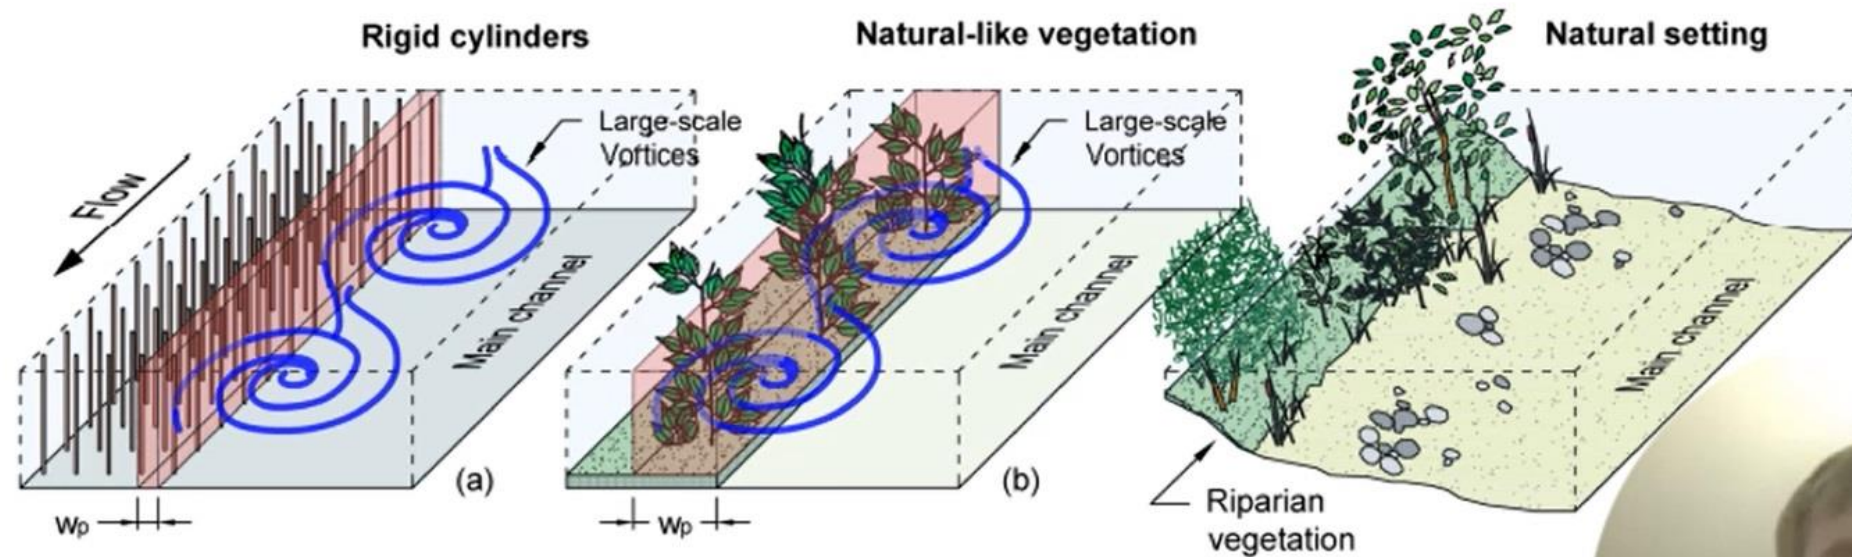 Rigid cylinders
Natural-like vegetation
Natural setting
Large-scale
Vortices
Large-scale
Vortices
Flow
Main channel
Main channel
Main channel
(a)
(b)
Wp
Wp
Riparian
vegetation